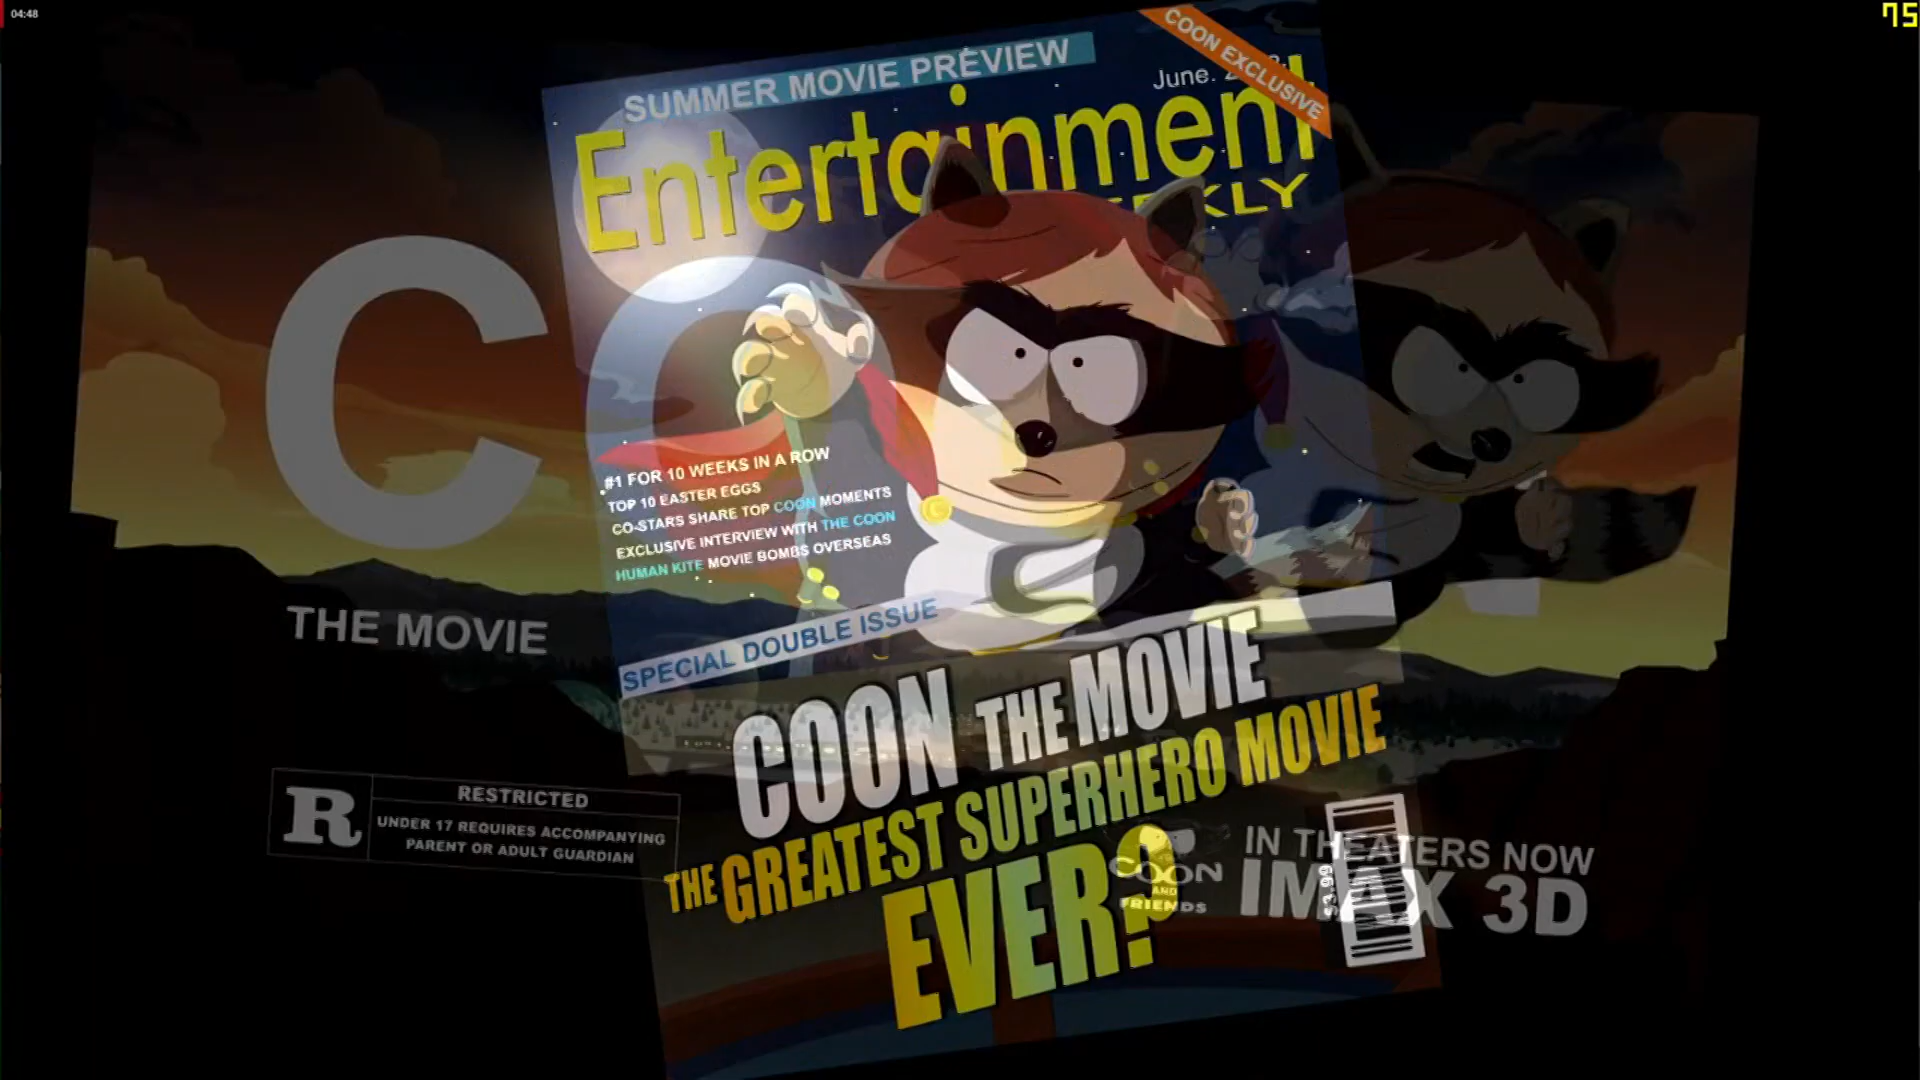 04:48
75
SUMMER MOVIE PREVIEW
COON EXCLUSIVE
June.
Entertainment
#1 FOR 10 WEEKS IN A ROW
TOP 10 EASTER EGGS
CO-STARS SHARE TOP COON MOMENTS
EXCLUSIVE INTERVIEW WITH THE COON
HUMAN KITE MOVIE BOMBS OVERSEAS
THE MOVIE
SPECIAL DOUBLE ISSUE
COON THE MOVIE
THE GREATEST SUPERHERO MOVIE
EVER?
R
RESTRICTED
UNDER 17 REQUIRES ACCOMPANYING
PARENT OR ADULT GUARDIAN
COON
AND
FRIENDS
IN THEATERS NOW
IMAX 3D
$3.99